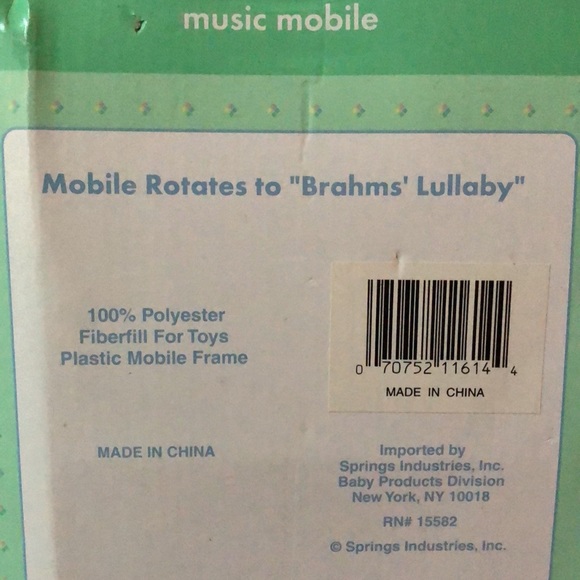 music mobile
Mobile Rotates to "Brahms' Lullaby"
100% Polyester
Fiberfill For Toys
Plastic Mobile Frame
0 70752 11614 4
MADE IN CHINA
MADE IN CHINA
Imported by
Springs Industries, Inc.
Baby Products Division
New York, NY 10018
RN# 15582
© Springs Industries, Inc.